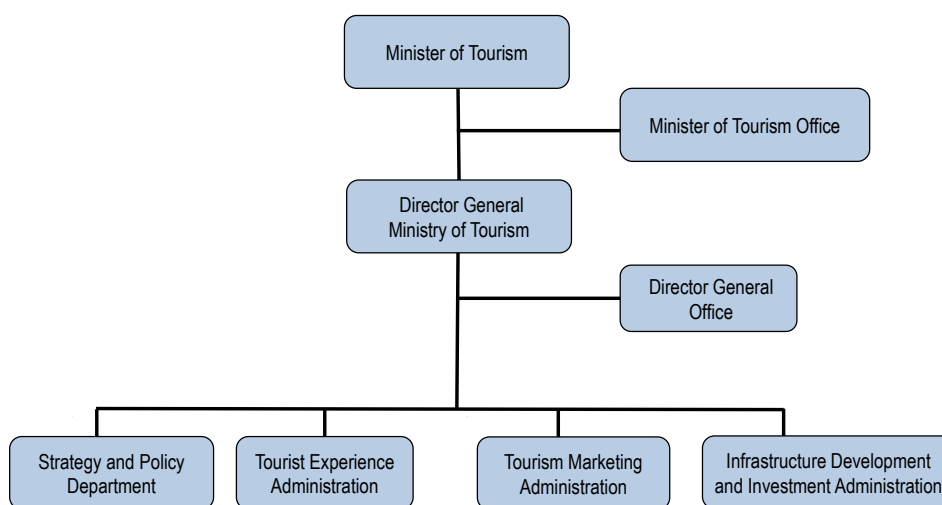 Minister of Tourism
Minister of Tourism Office
Director General
Ministry of Tourism
Director General
Office
Strategy and Policy
Department
Tourist Experience
Administration
Tourism Marketing
Administration
Infrastructure Development
and Investment Administration